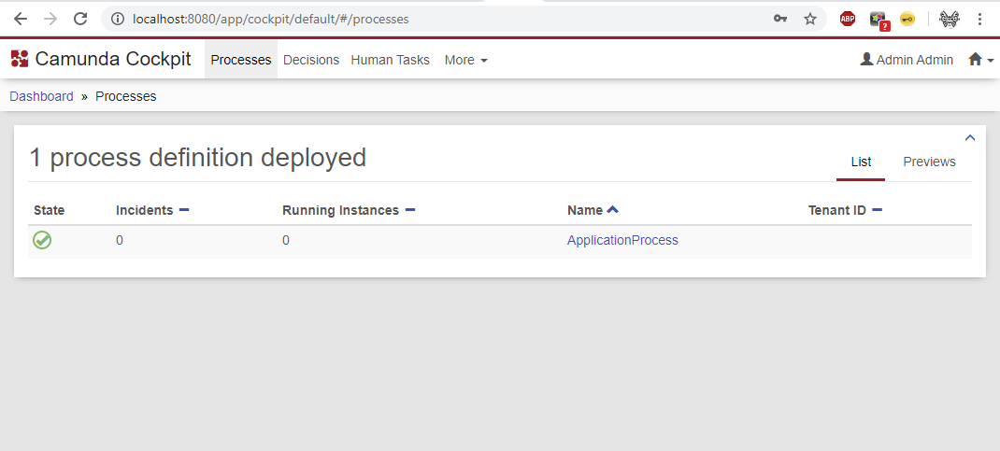 localhost:8080/app/cockpit/default/#/processes
ABP
?
Camunda Cockpit Processes Decisions Human Tasks More Admin Admin
Dashboard » Processes
1 process definition deployed
List Previews
State Incidents Running Instances Name Tenant ID
0 0 ApplicationProcess